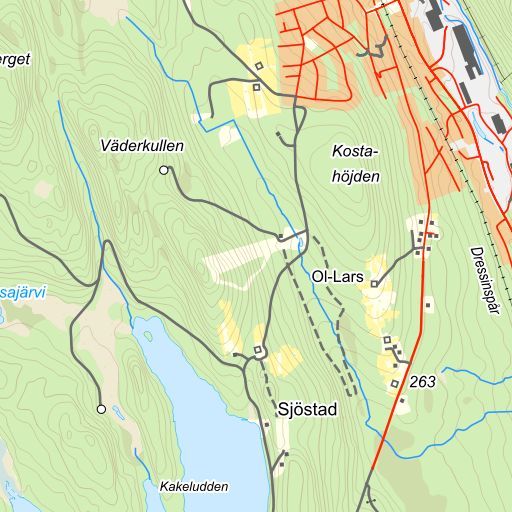 erget
Väderkullen
Kosta-
höjden
Dressinspår
Ol-Lars
sajärvi
263
Sjöstad
Kakeludden